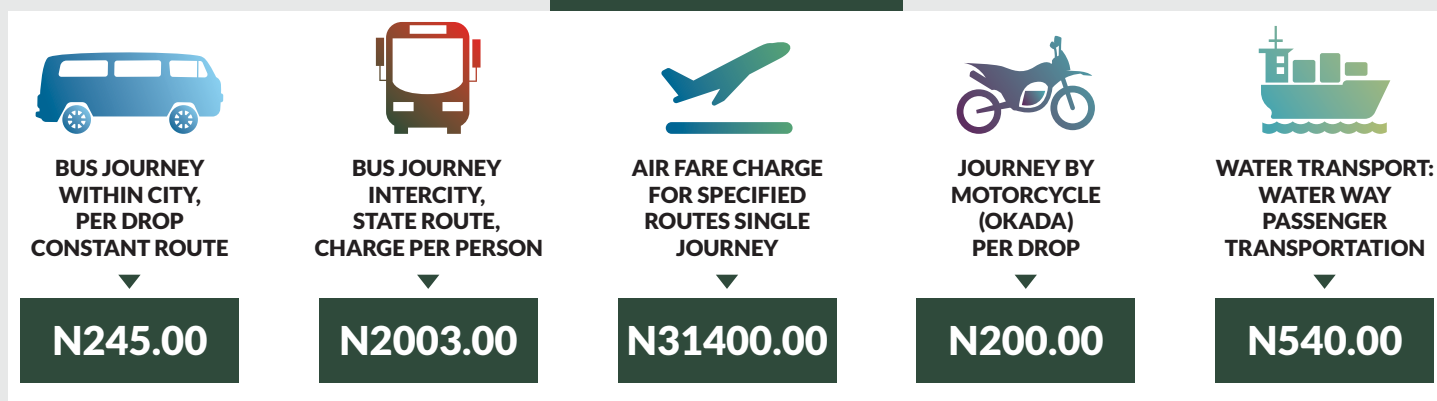 BUS JOURNEY
WITHIN CITY,
PER DROP
CONSTANT ROUTE
N245.00
BUS JOURNEY
INTERCITY,
STATE ROUTE,
CHARGE PER PERSON
N2003.00
AIR FARE CHARGE
FOR SPECIFIED
ROUTES SINGLE
JOURNEY
N31400.00
JOURNEY BY
MOTORCYCLE
(OKADA)
PER DROP
N200.00
WATER TRANSPORT:
WATER WAY
PASSENGER
TRANSPORTATION
N540.00